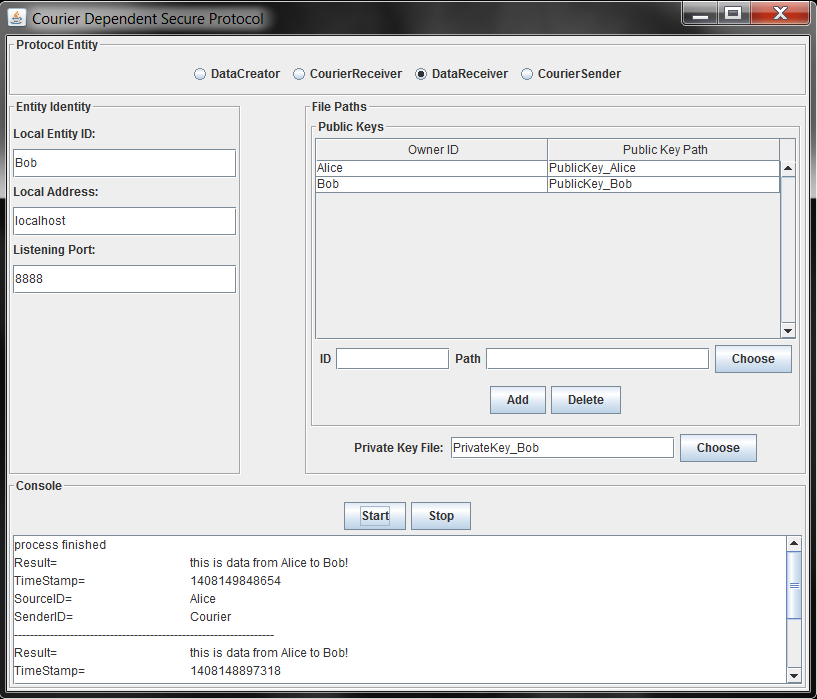 Courier Dependent Secure Protocol
Protocol Entity
DataCreator CourierReceiver DataReceiver CourierSender
Entity Identity
Local Entity ID:
Bob
Local Address:
localhost
Listening Port:
8888
File Paths
Public Keys
Owner ID Public Key Path
Alice PublicKey_Alice
Bob PublicKey_Bob
ID Path Choose
Add Delete
Private Key File: PrivateKey_Bob Choose
Console
Start Stop
process finished
Result= this is data from Alice to Bob!
TimeStamp= 1408149848654
SourceID= Alice
SenderID= Courier
--------------------------------------------------------------------
Result= this is data from Alice to Bob!
TimeStamp= 1408148897318